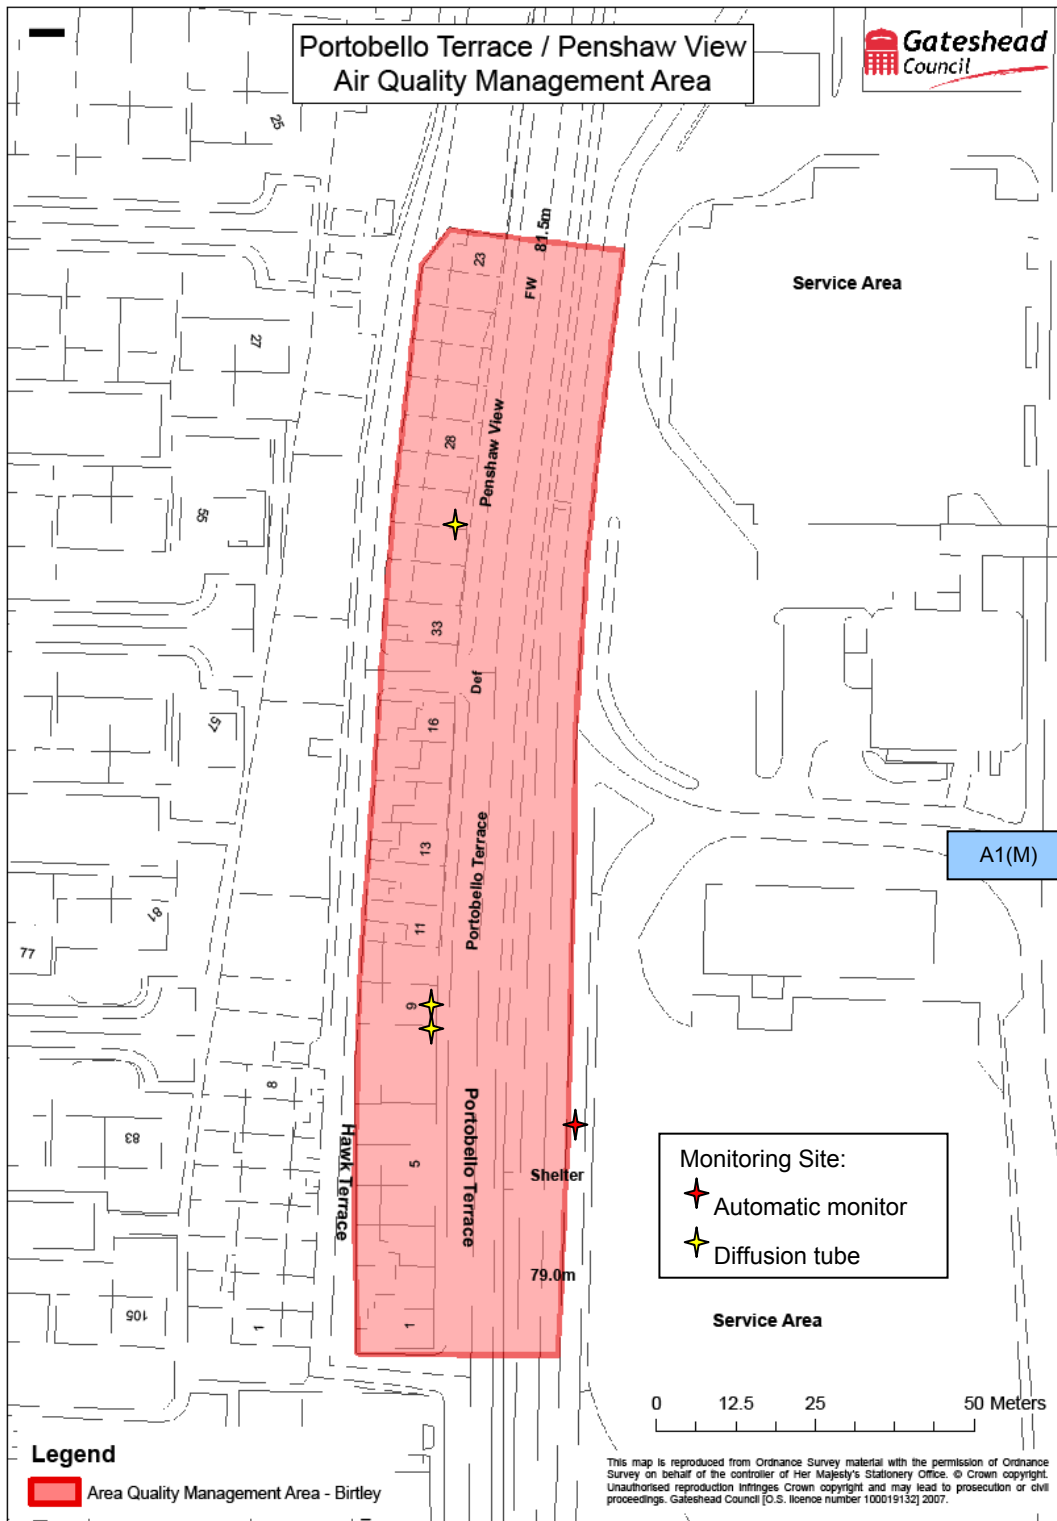 Portobello Terrace / Penshaw View
Air Quality Management Area
Gateshead
Council
25
81.5m
23
FW
Service Area
27
28
Penshaw View
55
33
Def
16
57
Portobello Terrace
13
A1(M)
11
81
77
9
8
Portobello Terrace
Hawk Terrace
83
5
Shelter
Monitoring Site:
Automatic monitor
Diffusion tube
79.0m
105
1
1
Service Area
0 12.5 25 50 Meters
Legend
Area Quality Management Area - Birtley
This map is reproduced from Ordnance Survey material with the permission of Ordnance
Survey on behalf of the controller of Her Majesty's Stationery Office. © Crown copyright.
Unauthorised reproduction infringes Crown copyright and may lead to prosecution or civil
proceedings. Gateshead Council [O.S. licence number 100019132] 2007.